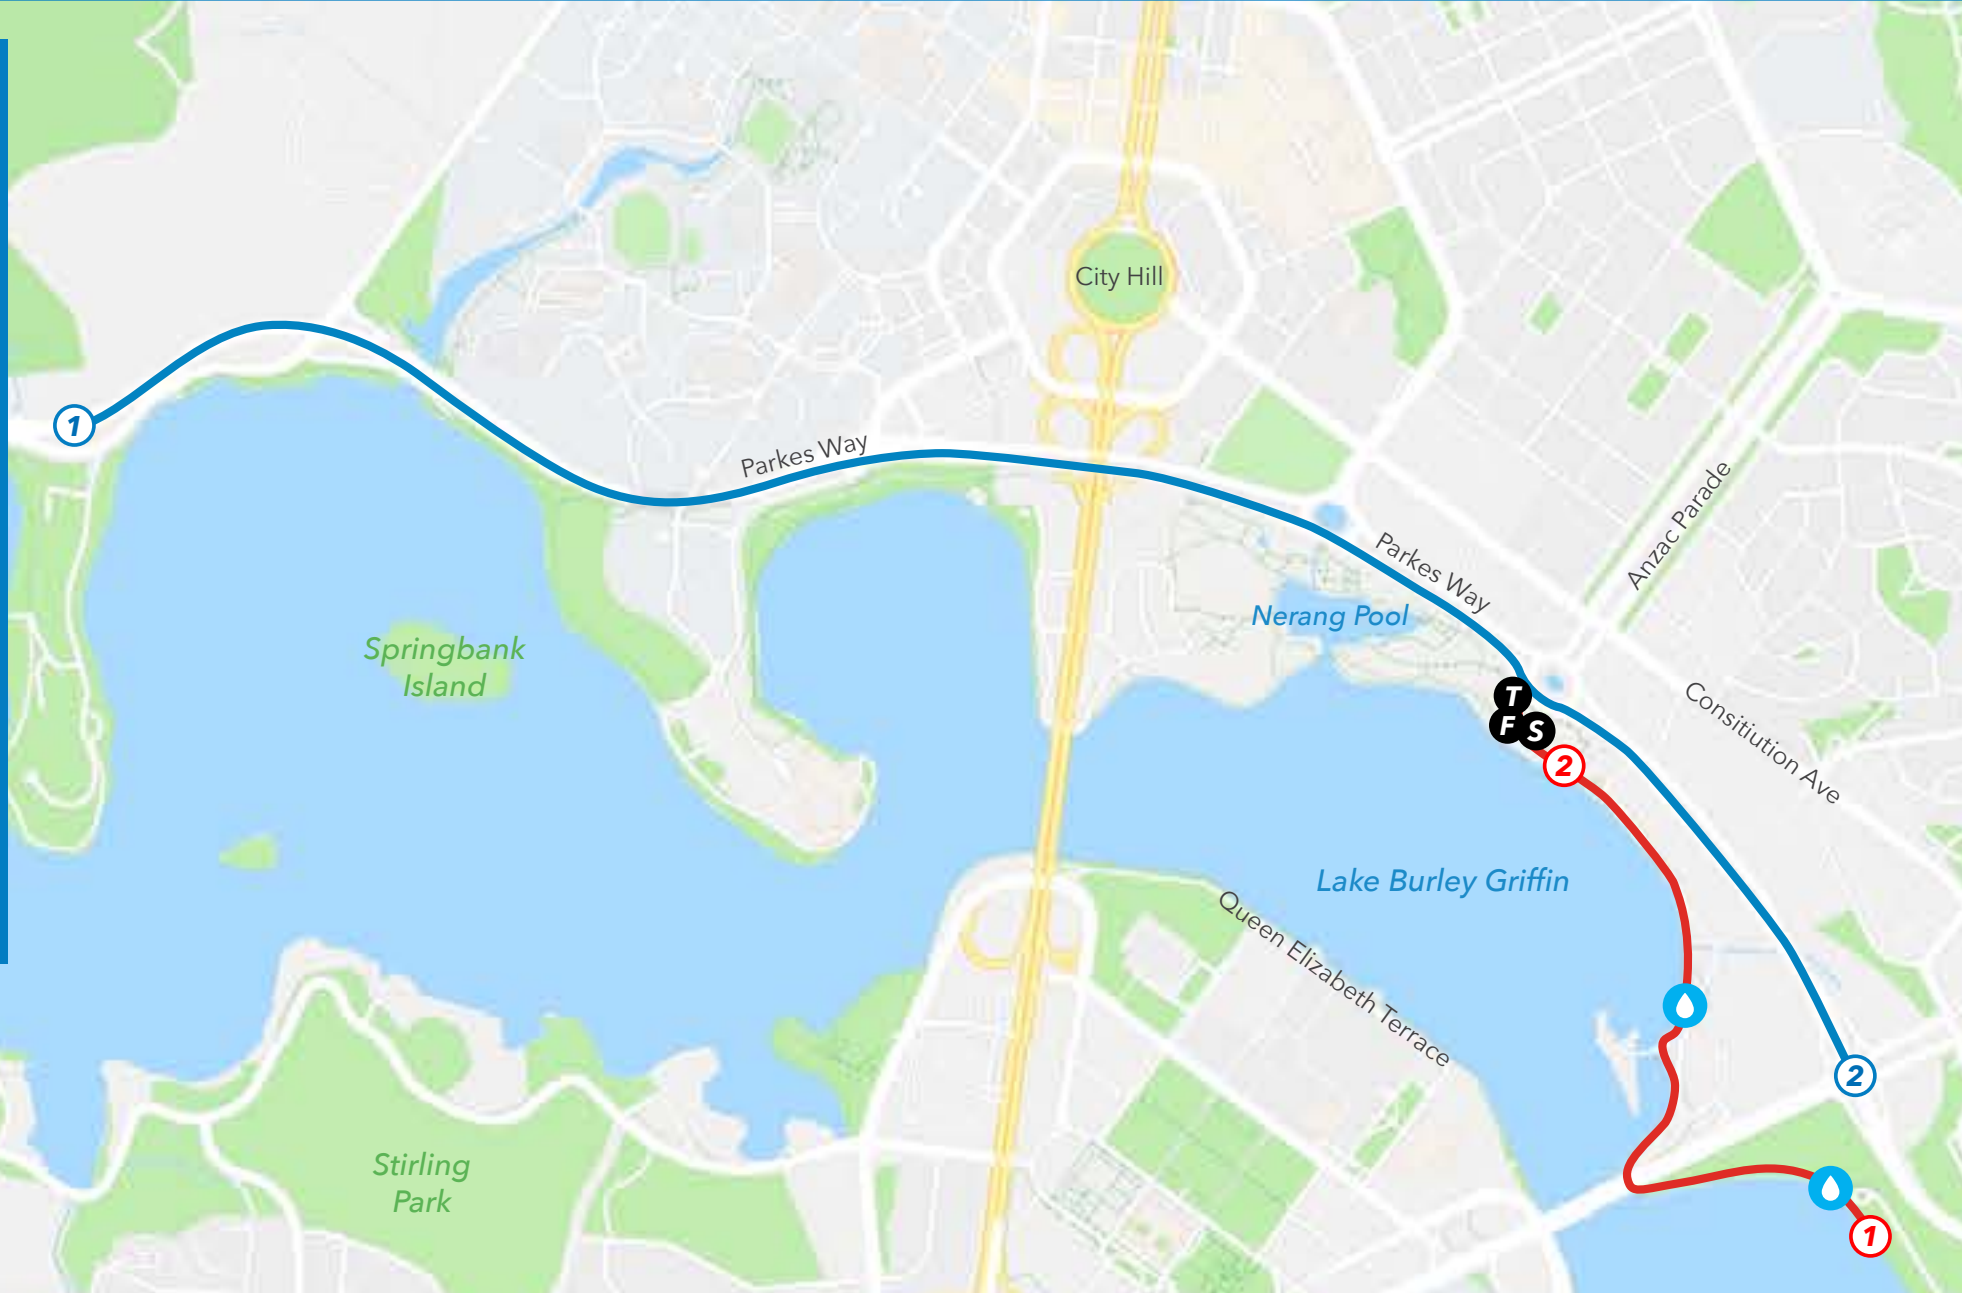 City Hill
1
Parkes Way
Anzac Parade
Parkes Way
Nerang Pool
Springbank
Island
T
F
S
2
Consitiution Ave
Lake Burley Griffin
Queen Elizabeth Terrace
2
Stirling
Park
1